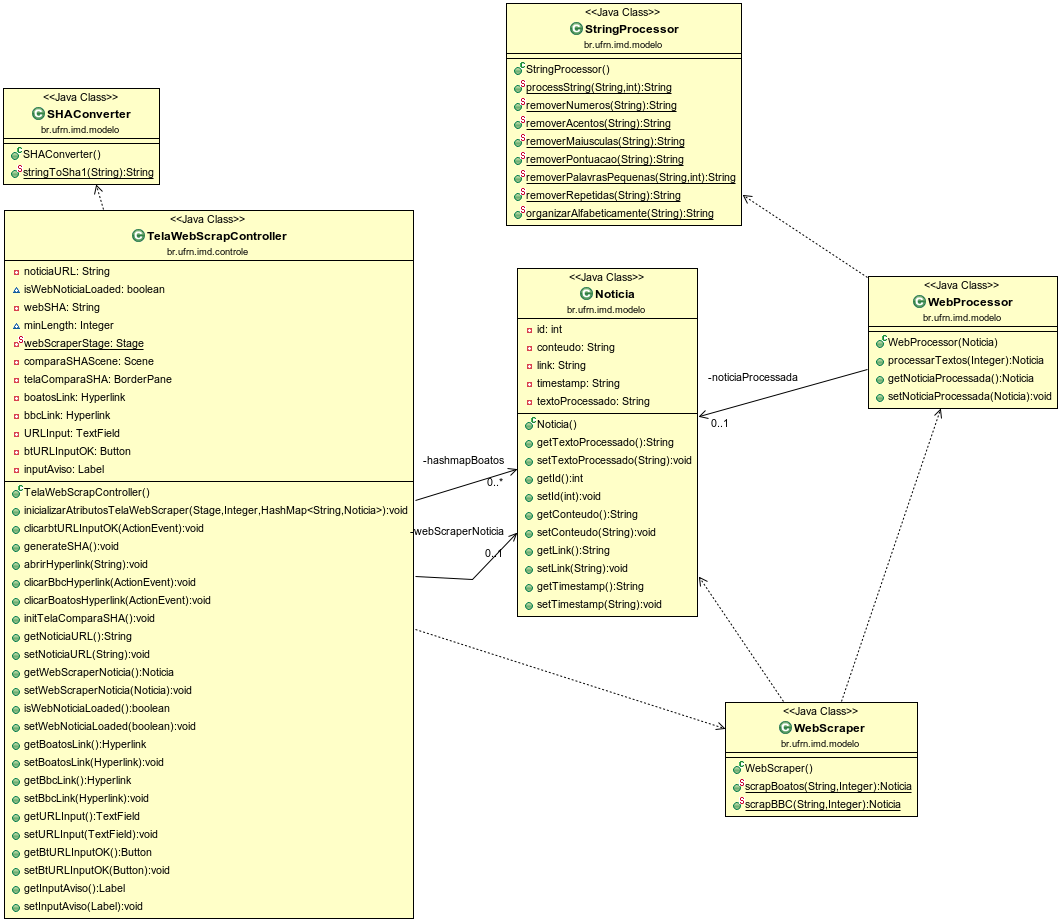 <<Java Class>>
StringProcessor
br.ufrn.imd.modelo
StringProcessor()
processString(String,int):String
removerNumeros(String):String
removerAcentos(String):String
removerMaiusculas(String):String
removerPontuacao(String):String
removerPalavrasPequenas(String,int):String
removerRepetidas(String):String
organizarAlfabeticamente(String):String
<<Java Class>>
SHAConverter
br.ufrn.imd.modelo
SHAConverter()
stringToSha1(String):String
<<Java Class>>
TelaWebScrapController
br.ufrn.imd.controle
noticiaURL: String
isWebNoticiaLoaded: boolean
webSHA: String
minLength: Integer
webScraperStage: Stage
comparaSHAScene: Scene
telaComparaSHA: BorderPane
boatosLink: Hyperlink
bbcLink: Hyperlink
URLInput: TextField
btURLInputOK: Button
inputAviso: Label
TelaWebScrapController()
inicializarAtributosTelaWebScraper(Stage,Integer,HashMap<String,Noticia>):void
clicarbtURLInputOK(ActionEvent):void
generateSHA():void
abrirHyperlink(String):void
clicarBbcHyperlink(ActionEvent):void
clicarBoatosHyperlink(ActionEvent):void
initTelaComparaSHA():void
getNoticiaURL():String
setNoticiaURL(String):void
getWebScraperNoticia():Noticia
setWebScraperNoticia(Noticia):void
isWebNoticiaLoaded():boolean
setWebNoticiaLoaded(boolean):void
getBoatosLink():Hyperlink
setBoatosLink(Hyperlink):void
getBbcLink():Hyperlink
setBbcLink(Hyperlink):void
getURLInput():TextField
setURLInput(TextField):void
getBtURLInputOK():Button
setBtURLInputOK(Button):void
getInputAviso():Label
setInputAviso(Label):void
-hashmapBoatos
0..*
-webScraperNoticia
0..1
<<Java Class>>
Noticia
br.ufrn.imd.modelo
id: int
conteudo: String
link: String
timestamp: String
textoProcessado: String
Noticia()
getTextoProcessado():String
setTextoProcessado(String):void
getId():int
setId(int):void
getConteudo():String
setConteudo(String):void
getLink():String
setLink(String):void
getTimestamp():String
setTimestamp(String):void
-noticiaProcessada
0..1
<<Java Class>>
WebProcessor
br.ufrn.imd.modelo
WebProcessor(Noticia)
processarTextos(Integer):Noticia
getNoticiaProcessada():Noticia
setNoticiaProcessada(Noticia):void
<<Java Class>>
WebScraper
br.ufrn.imd.modelo
WebScraper()
scrapBoatos(String,Integer):Noticia
scrapBBC(String,Integer):Noticia